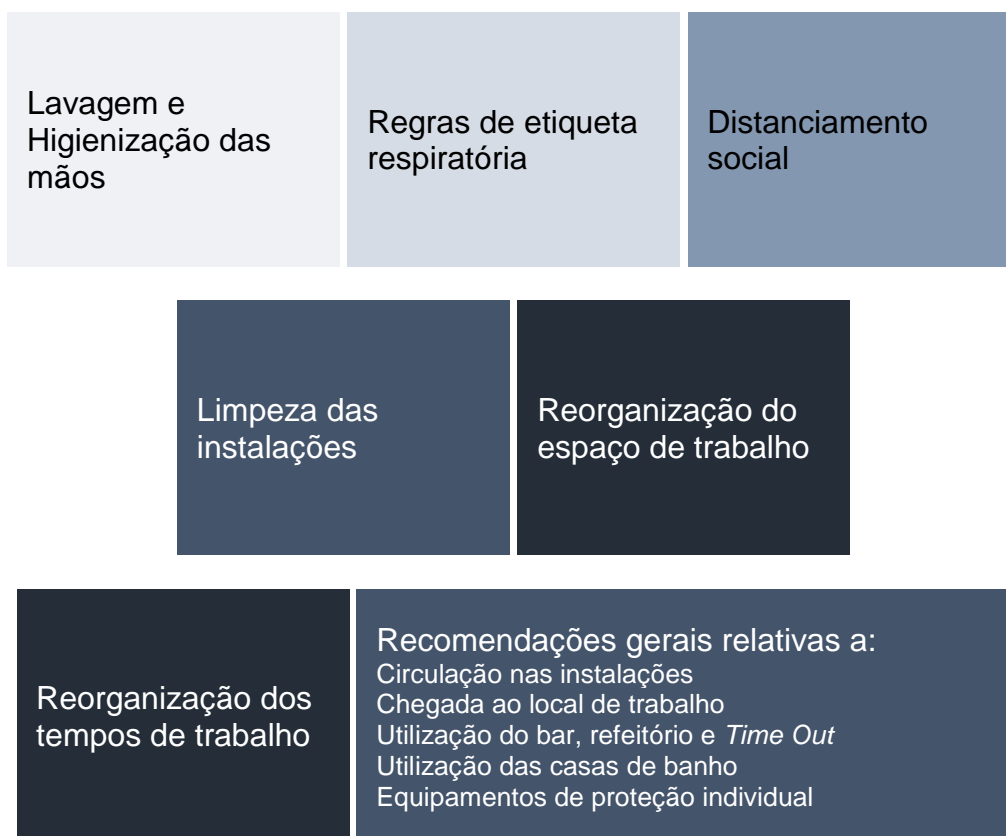 Lavagem e
Higienização das
mãos
Regras de etiqueta
respiratória
Distanciamento
social
Limpeza das
instalações
Reorganização do
espaço de trabalho
Reorganização dos
tempos de trabalho
Recomendações gerais relativas a:
Circulação nas instalações
Chegada ao local de trabalho
Utilização do bar, refeitório e Time Out
Utilização das casas de banho
Equipamentos de proteção individual